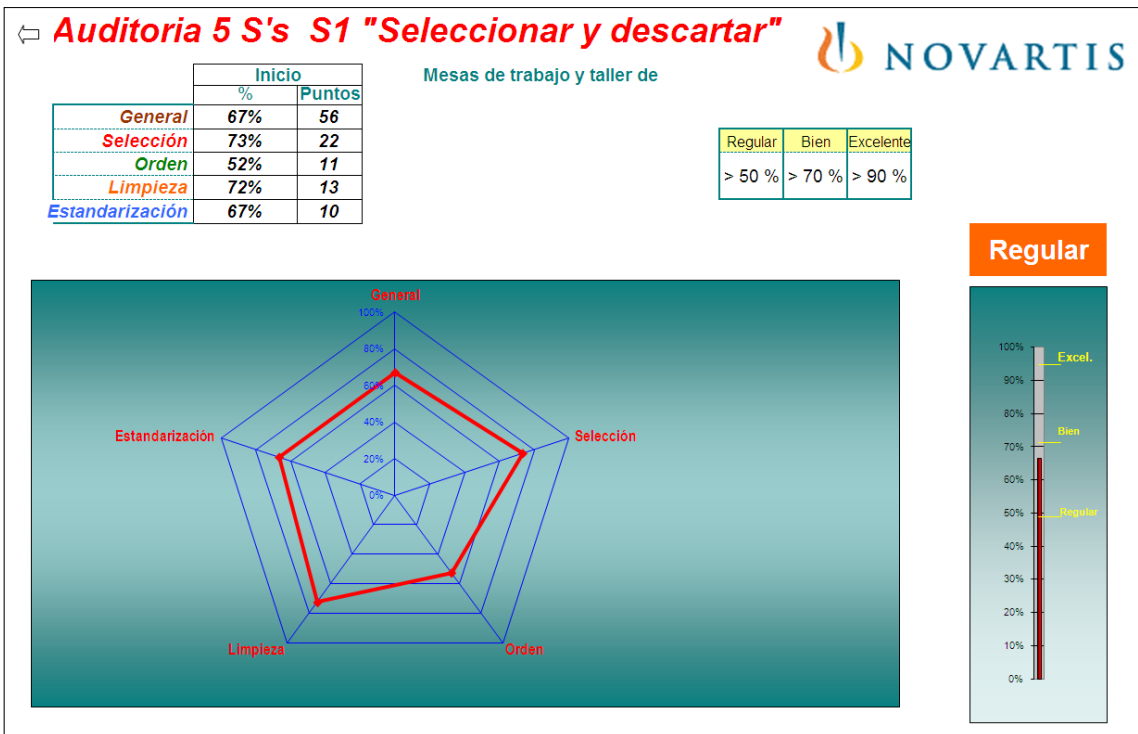 Auditoria 5 S's S1 "Seleccionar y descartar"
NOVARTIS
Inicio
% Puntos
General 67% 56
Selección 73% 22
Orden 52% 11
Limpieza 72% 13
Estandarización 67% 10
Mesas de trabajo y taller de
Regular Bien Excelente
> 50 % > 70 % > 90 %
Regular
General
100%
80%
60%
40%
20%
0%
Estandarización
Selección
Limpieza
Orden
100%
Excel.
90%
80%
Bien
70%
60%
50%
Regular
40%
30%
20%
10%
0%